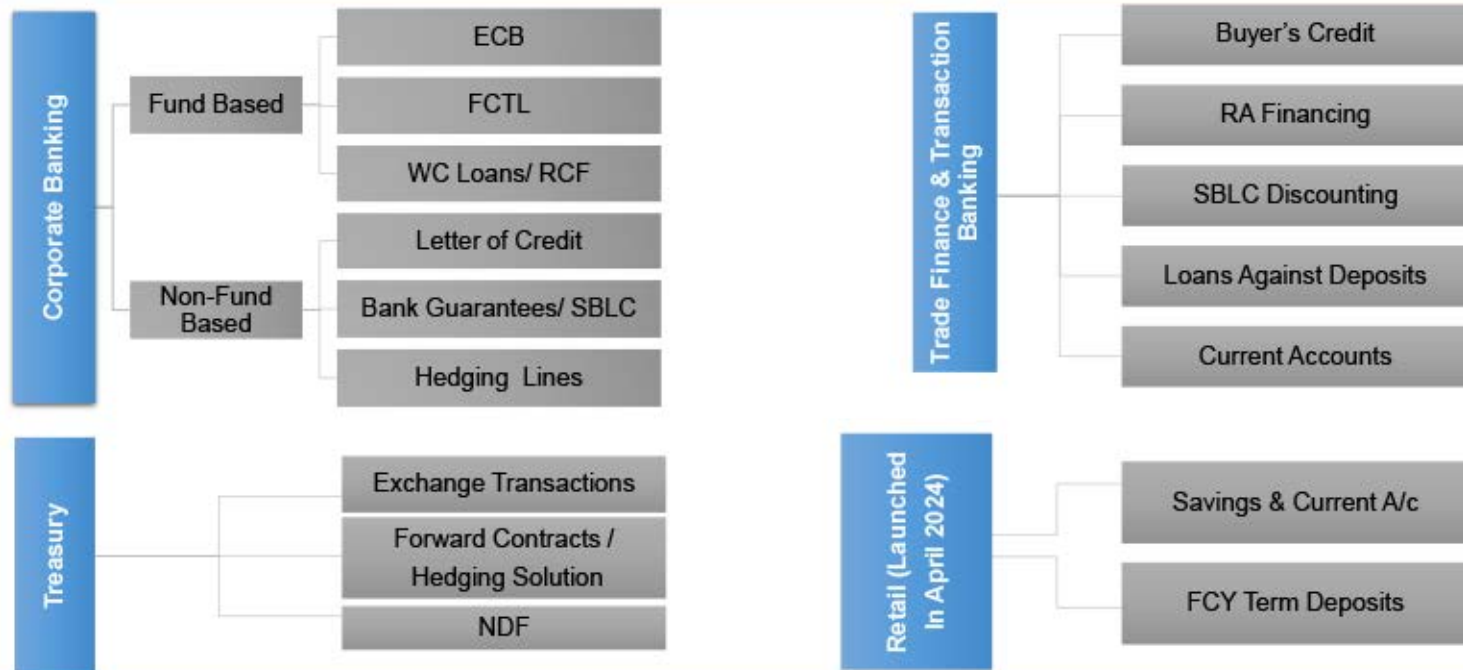 Corporate Banking
Fund Based
ECB
FCTL
WC Loans/ RCF
Non-Fund
Based
Letter of Credit
Bank Guarantees/ SBLC
Hedging Lines
Trade Finance & Transaction
Banking
Buyer’s Credit
RA Financing
SBLC Discounting
Loans Against Deposits
Current Accounts
Treasury
Exchange Transactions
Forward Contracts /
Hedging Solution
NDF
Retail (Launched
In April 2024)
Savings & Current A/c
FCY Term Deposits